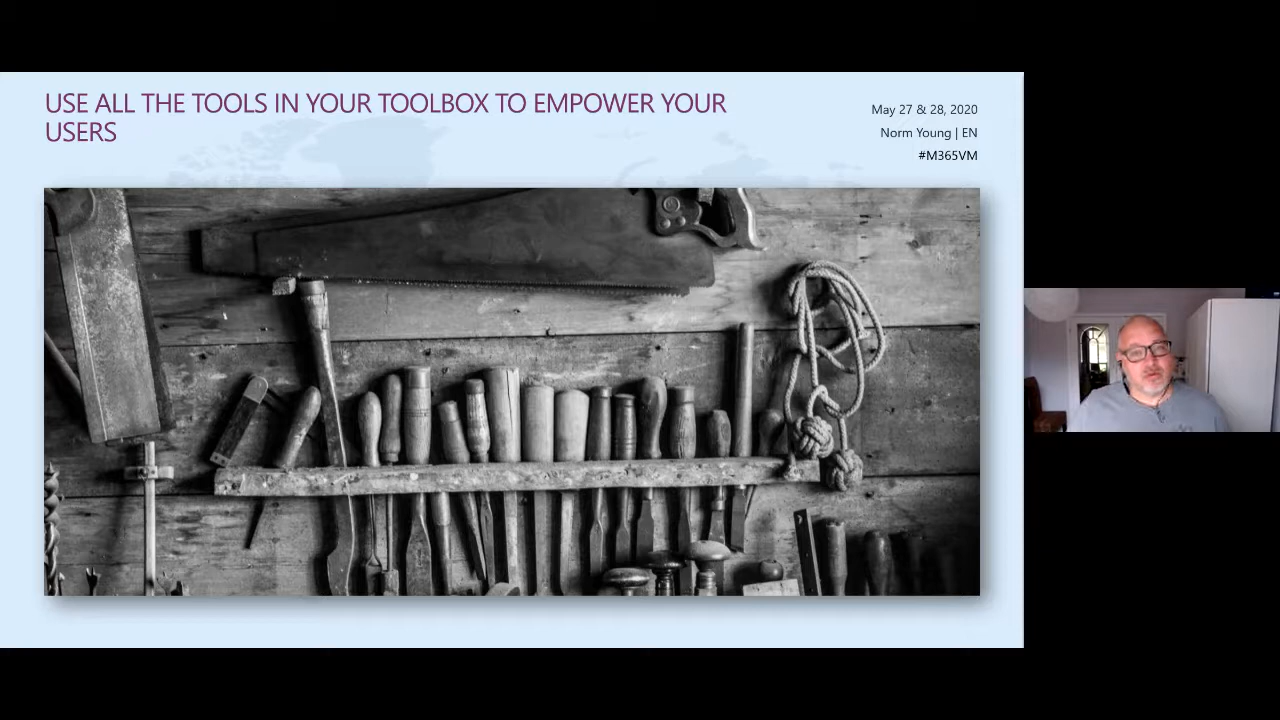 USE ALL THE TOOLS IN YOUR TOOLBOX TO EMPOWER YOUR
USERS
May 27 & 28, 2020
Norm Young | EN
#M365VM